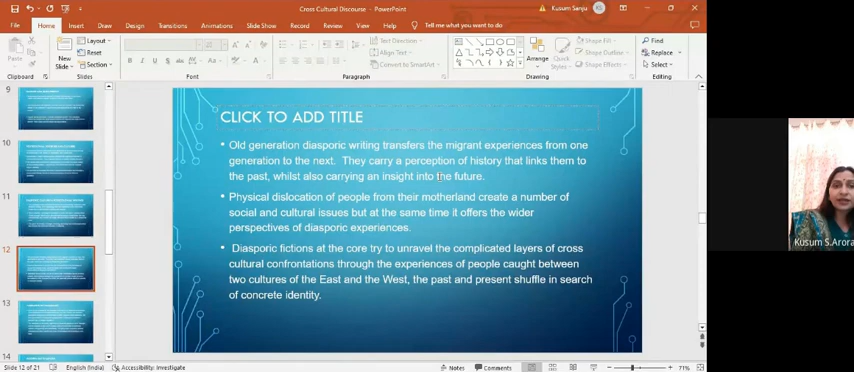 Cross Cultural Discourse - PowerPoint
Kusum Sanju
KS
File Home Insert Draw Design Transitions Animations Slide Show Record Review View Help Tell me what you want to do
Paste
Clipboard
New
Slide
Layout
Reset
Section
Slides
Font
Text Direction
Align Text
Convert to SmartArt
Paragraph
Arrange
Quick
Styles
Shape Fill
Shape Outline
Shape Effects
Drawing
Find
Replace
Select
Editing
9
10
11
12
13
14
CLICK TO ADD TITLE
• Old generation diasporic writing transfers the migrant experiences from one
generation to the next. They carry a perception of history that links them to
the past, whilst also carrying an insight into the future.
• Physical dislocation of people from their motherland create a number of
social and cultural issues but at the same time it offers the wider
perspectives of diasporic experiences.
• Diasporic fictions at the core try to unravel the complicated layers of cross
cultural confrontations through the experiences of people caught between
two cultures of the East and the West, the past and present shuffle in search
of concrete identity.
Kusum S.Arora
Slide 12 of 21 English (India) Accessibility: Investigate Notes Comments 71%